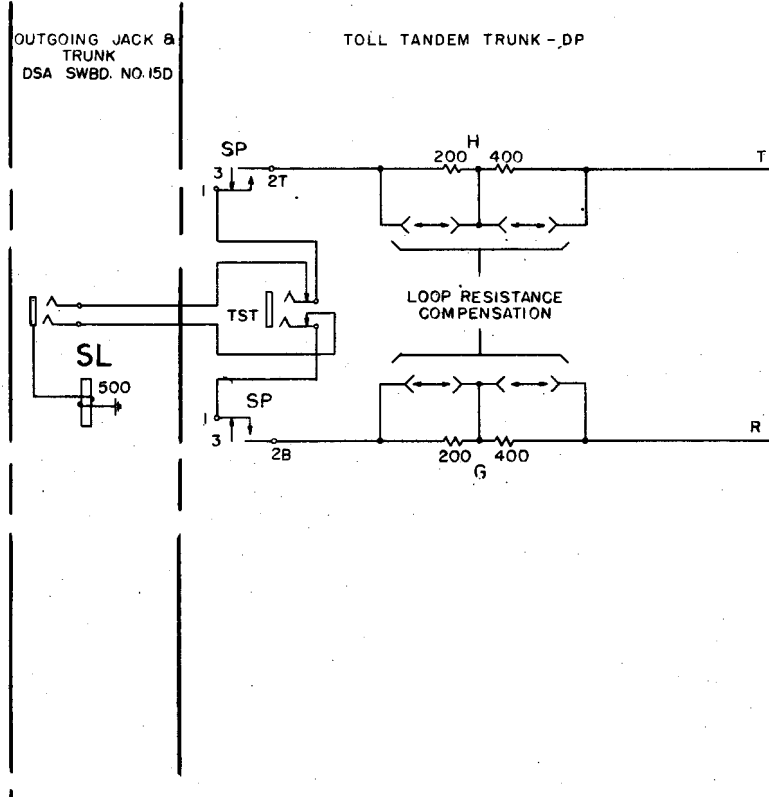 OUTGOING JACK &
TRUNK
DSA SWBD. NO. 15D
TOLL TANDEM TRUNK - DP
SP
3
1
2T
H
200
400
T
TST
LOOP RESISTANCE
COMPENSATION
SL
500
SP
1
3
2B
200
400
G
R